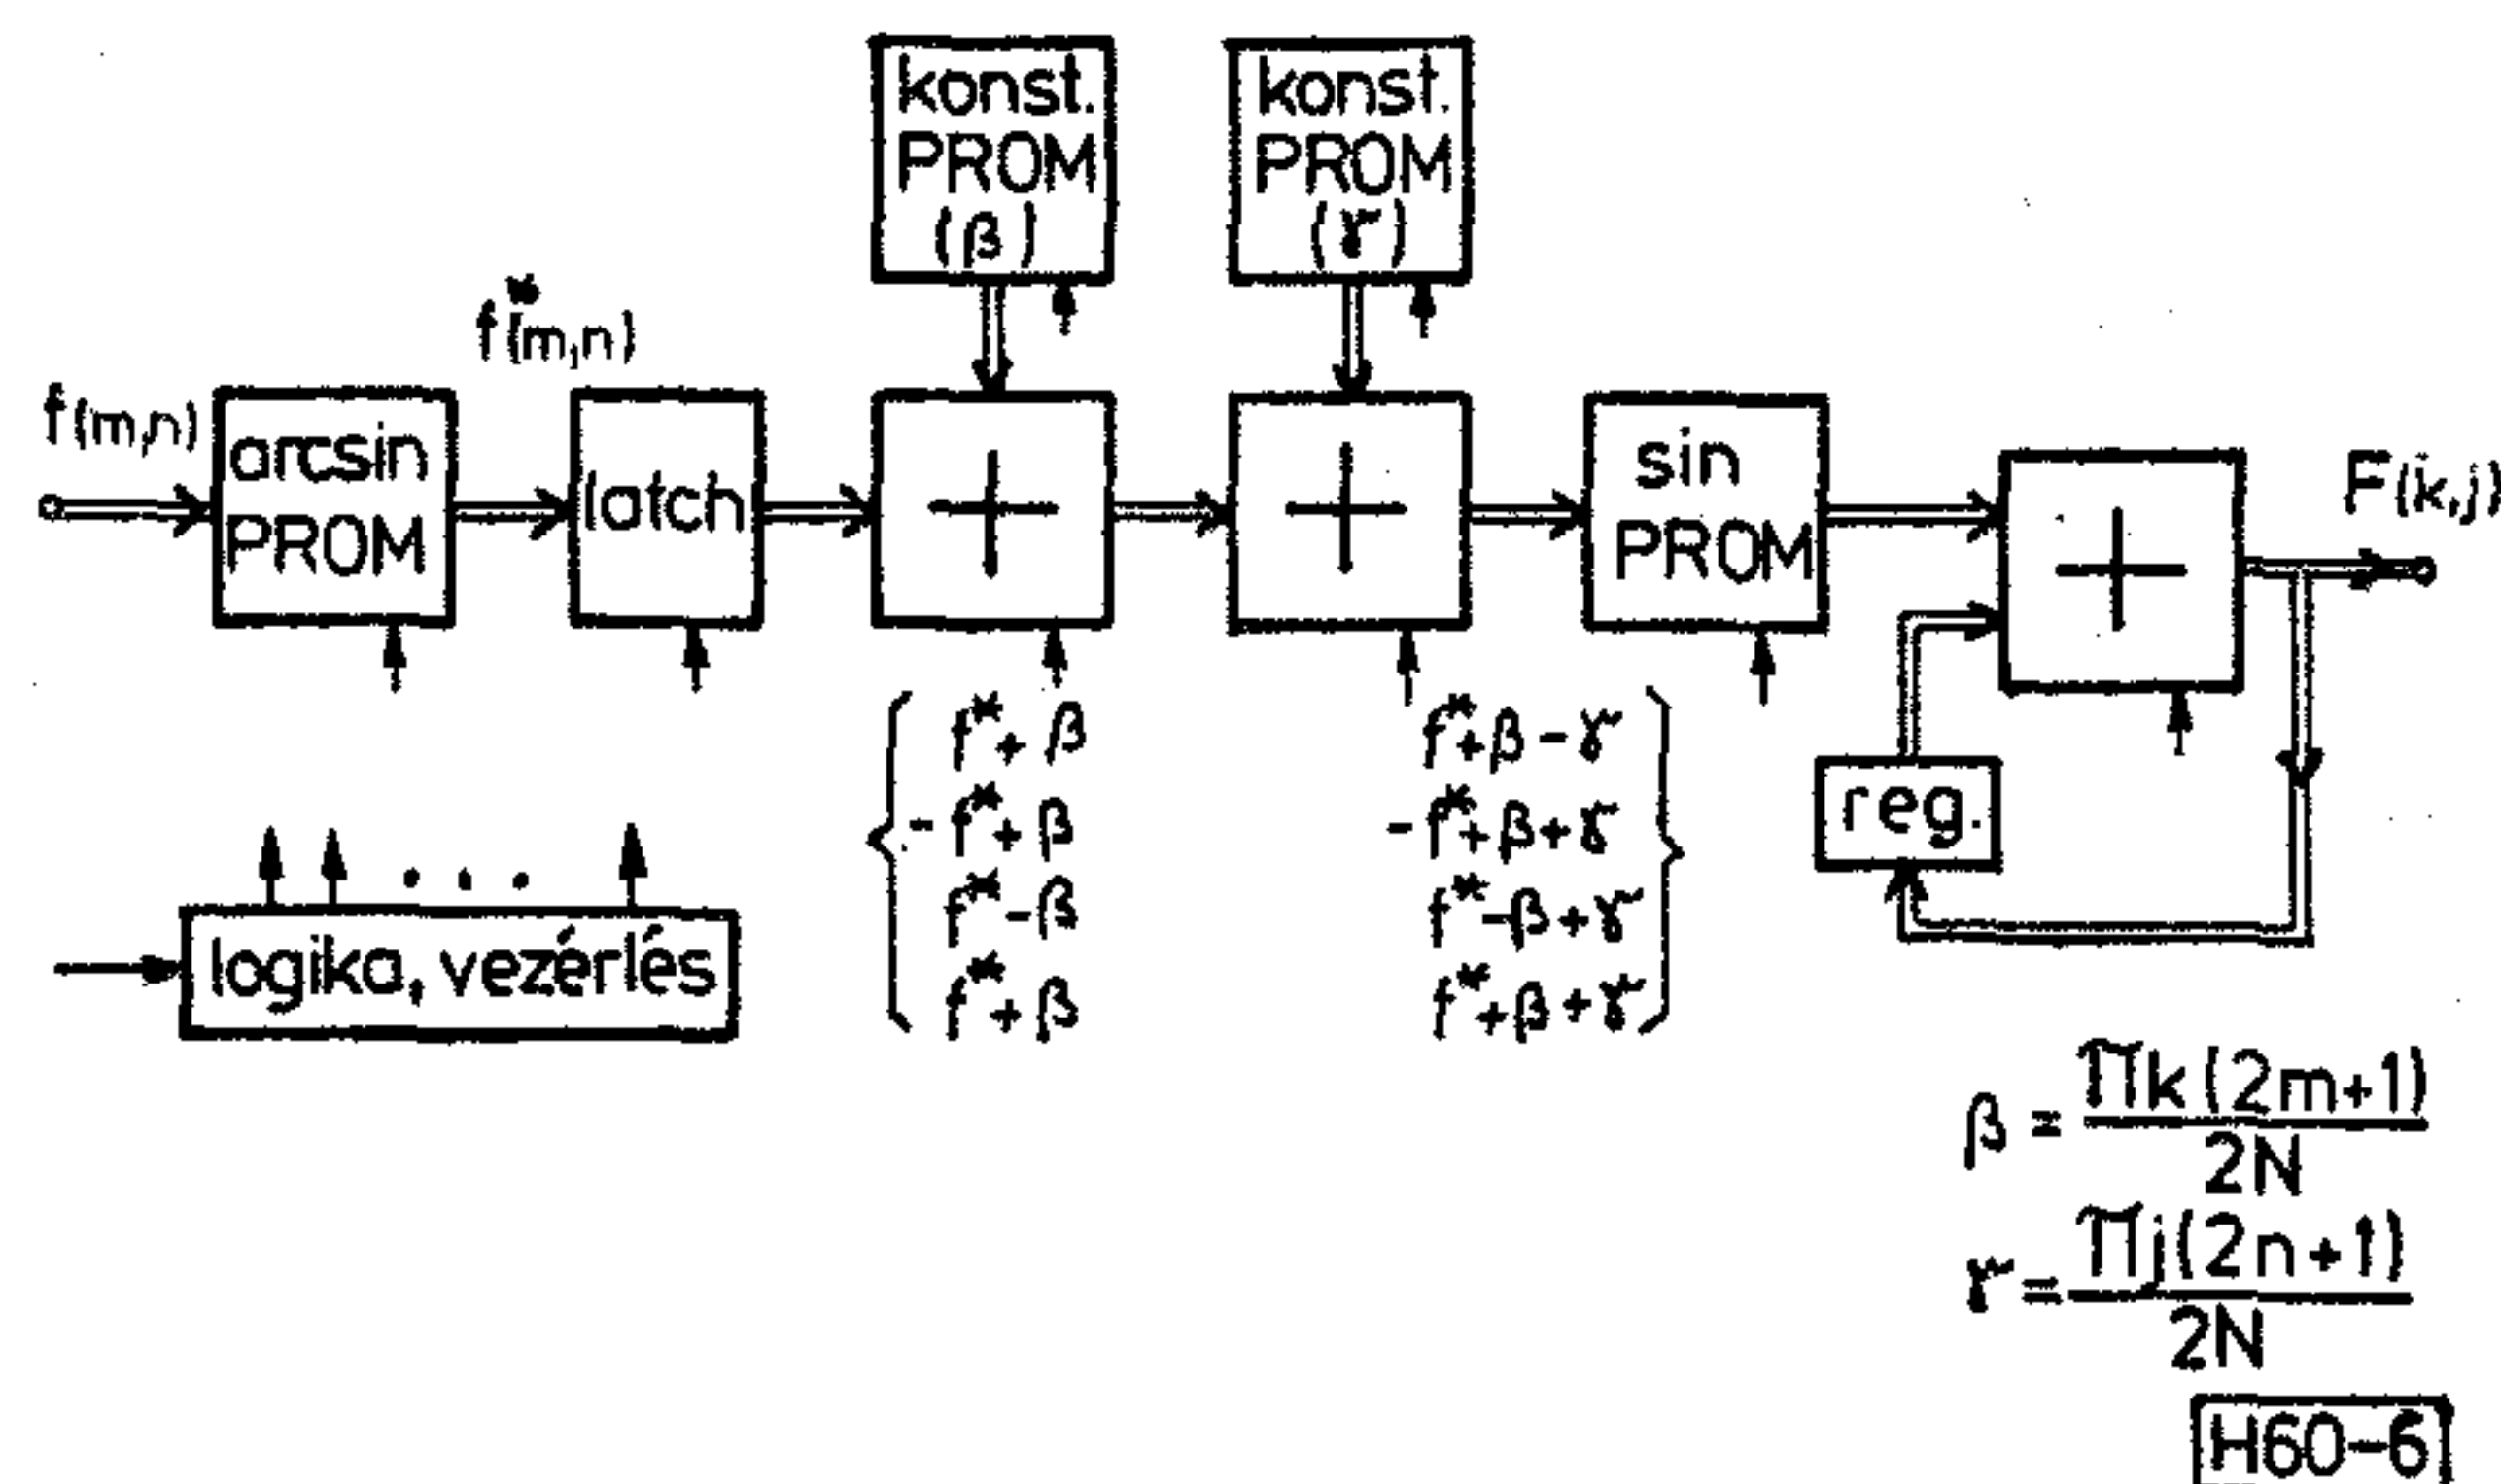 konst.
PROM
(β)
konst.
PROM
(γ)
f*(m,n)
f(m,n)
arcsin
PROM
latch
+
+
sin
PROM
+
F(k,j)
reg.
f*+β
-f*+β
f*-β
f*+β
f*+β-γ
-f*+β+γ
f*-β+γ
f*+β+γ
...
logika, vezérlés
β = πk(2m+1)
2N
γ = πj(2n+1)
2N
H60-6